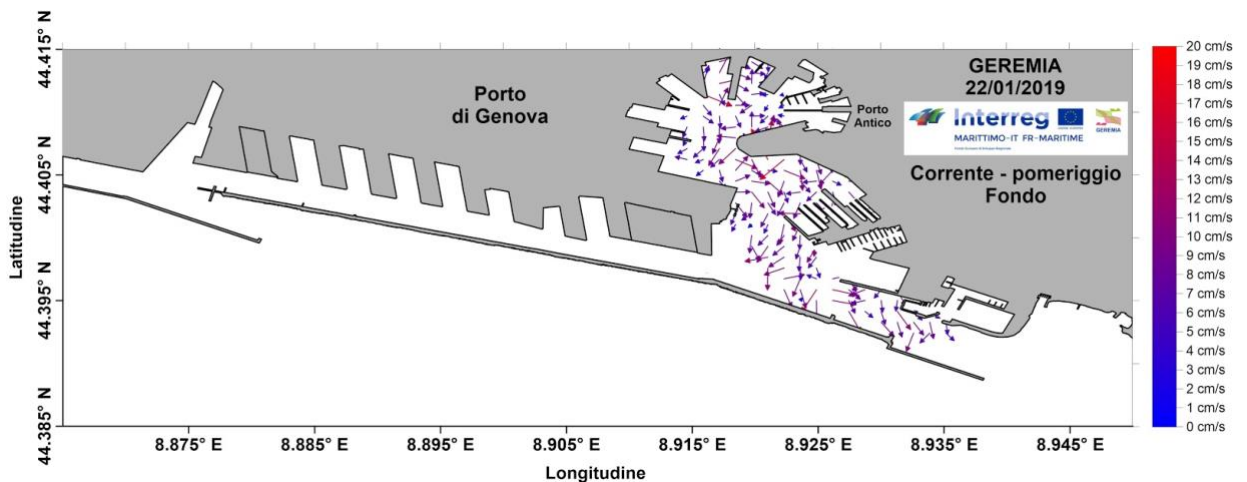 44.415° N
44.405° N
44.395° N
44.385° N
Latitudine
Porto
di Genova
Porto
Antico
GEREMIA
22/01/2019
Interreg
MARITTIMO-IT FR-MARITIME
GEREMIA
Corrente - pomeriggio
Fondo
20 cm/s
19 cm/s
18 cm/s
17 cm/s
16 cm/s
15 cm/s
14 cm/s
13 cm/s
12 cm/s
11 cm/s
10 cm/s
9 cm/s
8 cm/s
7 cm/s
6 cm/s
5 cm/s
4 cm/s
3 cm/s
2 cm/s
1 cm/s
0 cm/s
8.875° E
8.885° E
8.895° E
8.905° E
8.915° E
8.925° E
8.935° E
8.945° E
Longitudine